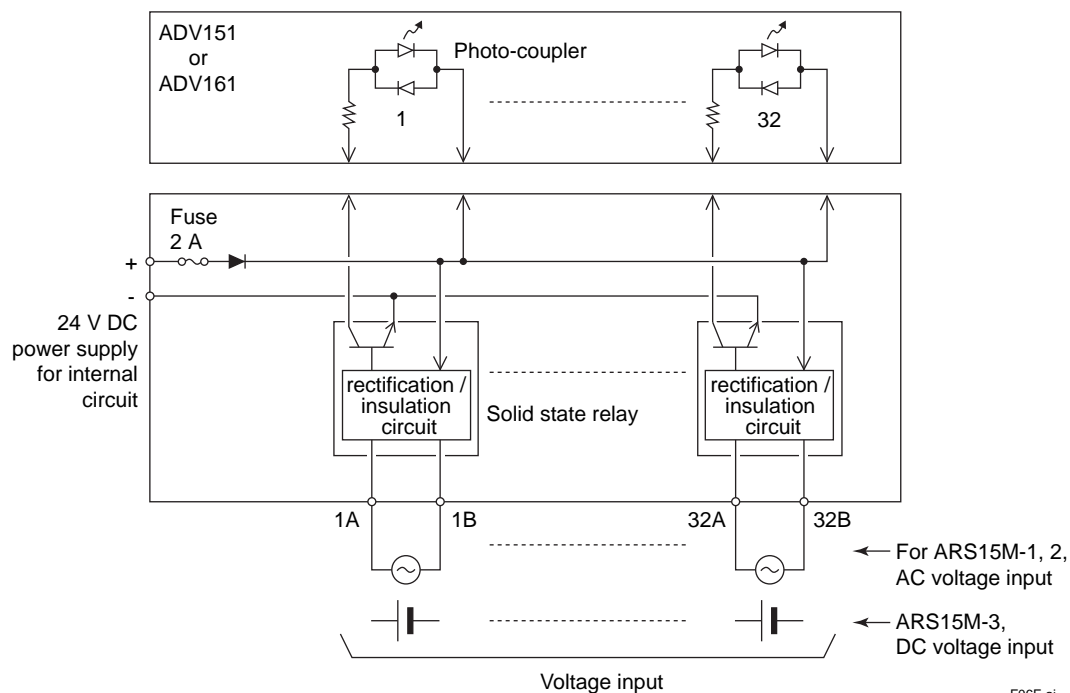 ADV151
or
ADV161
Photo-coupler
1
32
Fuse
2 A
+
-
24 V DC
power supply
for internal
circuit
rectification /
insulation
circuit
Solid state relay
rectification /
insulation
circuit
1A
1B
32A
32B
For ARS15M-1, 2,
AC voltage input
ARS15M-3,
DC voltage input
Voltage input